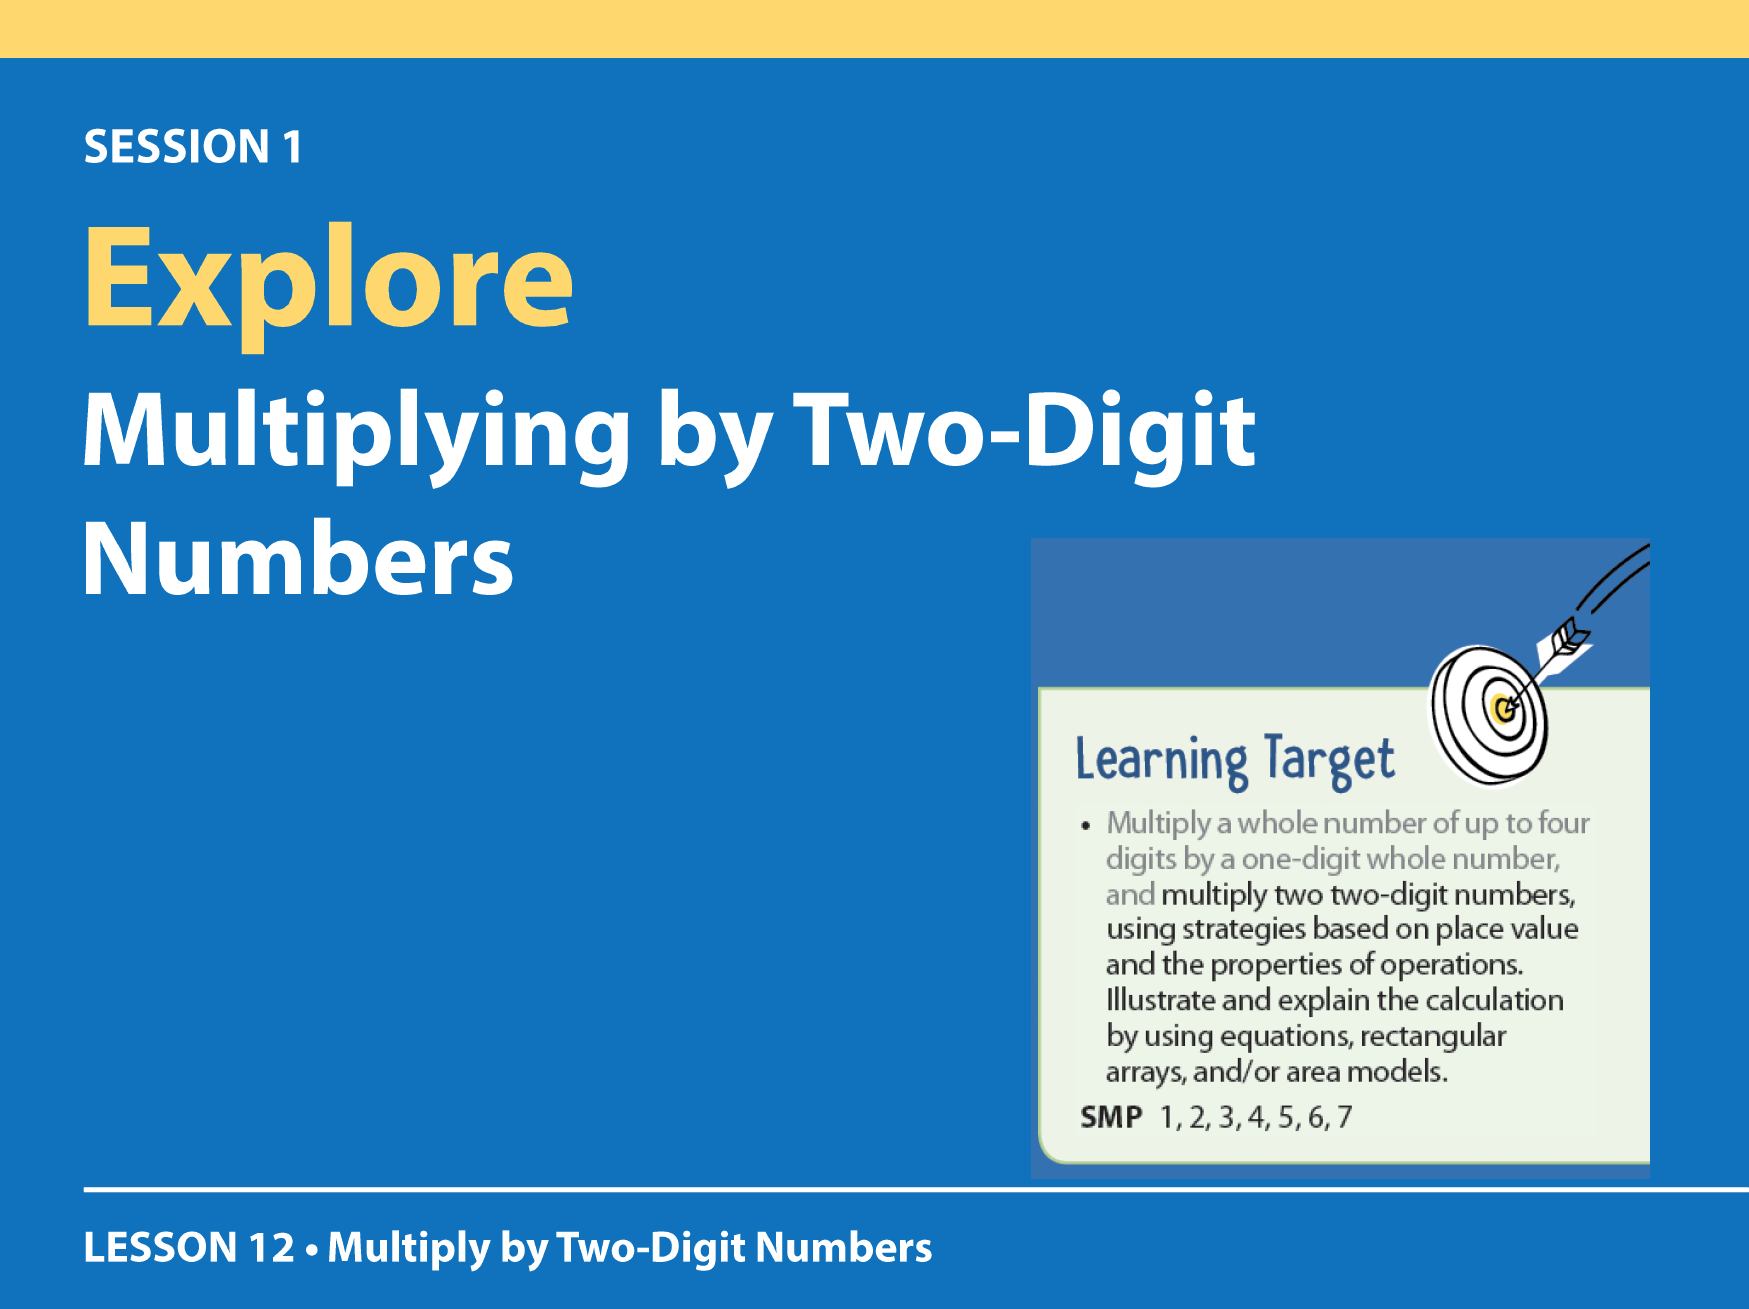 SESSION 1
Explore
Multiplying by Two-Digit
Numbers
Learning Target
• Multiply a whole number of up to four
digits by a one-digit whole number,
and multiply two two-digit numbers,
using strategies based on place value
and the properties of operations.
Illustrate and explain the calculation
by using equations, rectangular
arrays, and/or area models.
SMP 1, 2, 3, 4, 5, 6, 7
LESSON 12 • Multiply by Two-Digit Numbers